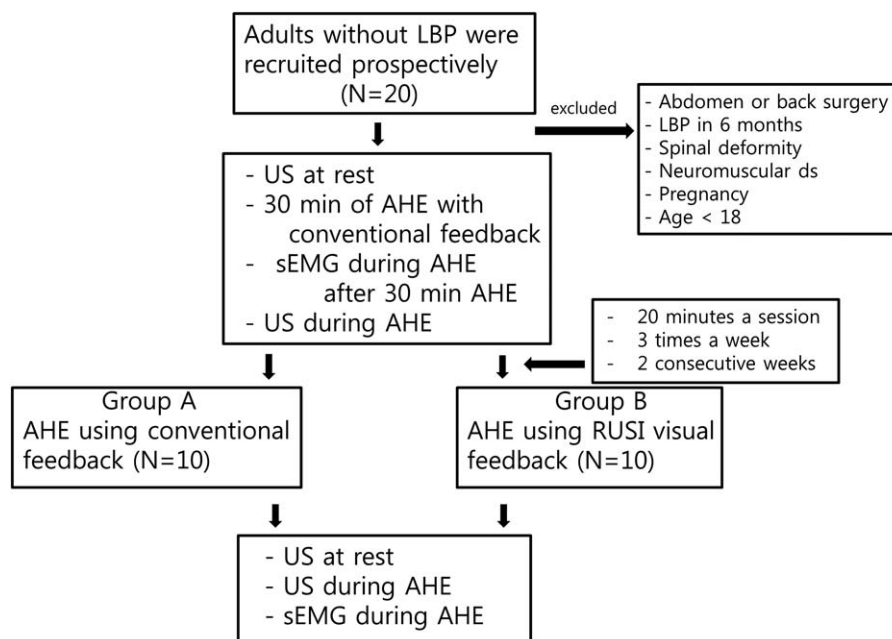 Adults without LBP were
recruited prospectively
(N=20)
excluded
- Abdomen or back surgery
- LBP in 6 months
- Spinal deformity
- Neuromuscular ds
- Pregnancy
- Age < 18
- US at rest
- 30 min of AHE with
conventional feedback
- sEMG during AHE
after 30 min AHE
- US during AHE
- 20 minutes a session
- 3 times a week
- 2 consecutive weeks
Group A
AHE using conventional
feedback (N=10)
Group B
AHE using RUSI visual
feedback (N=10)
- US at rest
- US during AHE
- sEMG during AHE